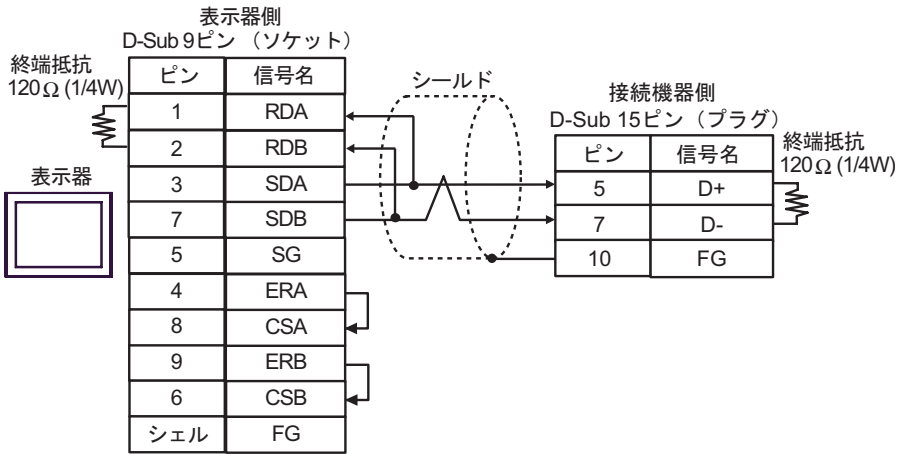 表示器側
D-Sub 9ピン (ソケット)
終端抵抗
120Ω (1/4W)
表示器
ピン 信号名
1 RDA
2 RDB
3 SDA
7 SDB
5 SG
4 ERA
8 CSA
9 ERB
6 CSB
シェル FG
シールド
接続機器側
D-Sub 15ピン (プラグ)
ピン 信号名
5 D+
7 D-
10 FG
終端抵抗
120Ω (1/4W)